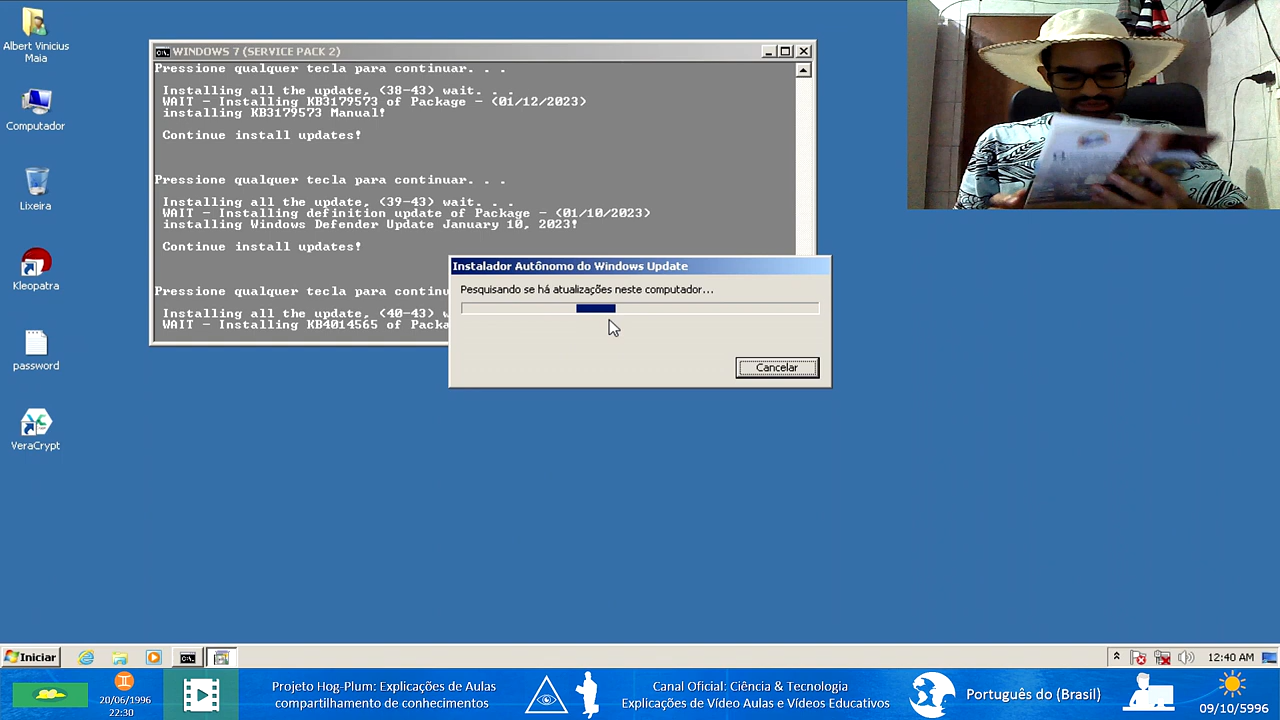 Albert Vinicius
Maia
Computador
Lixeira
Kleopatra
password
VeraCrypt
WINDOWS 7 (SERVICE PACK 2)
Pressione qualquer tecla para continuar. . .
Installing all the update, (38-43) wait. . .
WAIT - Installing KB3179573 of Package - (01/12/2023)
installing KB3179573 Manual!
Continue install updates!
Pressione qualquer tecla para continuar. . .
Installing all the update, (39-43) wait. . .
WAIT - Installing definition update of Package - (01/10/2023)
installing Windows Defender Update January 10, 2023!
Continue install updates!
Pressione qualquer tecla para continu
Installing all the update, (40-43) w
WAIT - Installing KB4014565 of Packa
Instalador Autônomo do Windows Update
Pesquisando se há atualizações neste computador...
Cancelar
Iniciar
12:40 AM
20/06/1996
22:30
Projeto Hog-Plum: Explicações de Aulas
compartilhamento de conhecimentos
Canal Oficial: Ciência & Tecnologia
Explicações de Vídeo Aulas e Vídeos Educativos
Português do (Brasil)
09/10/5996